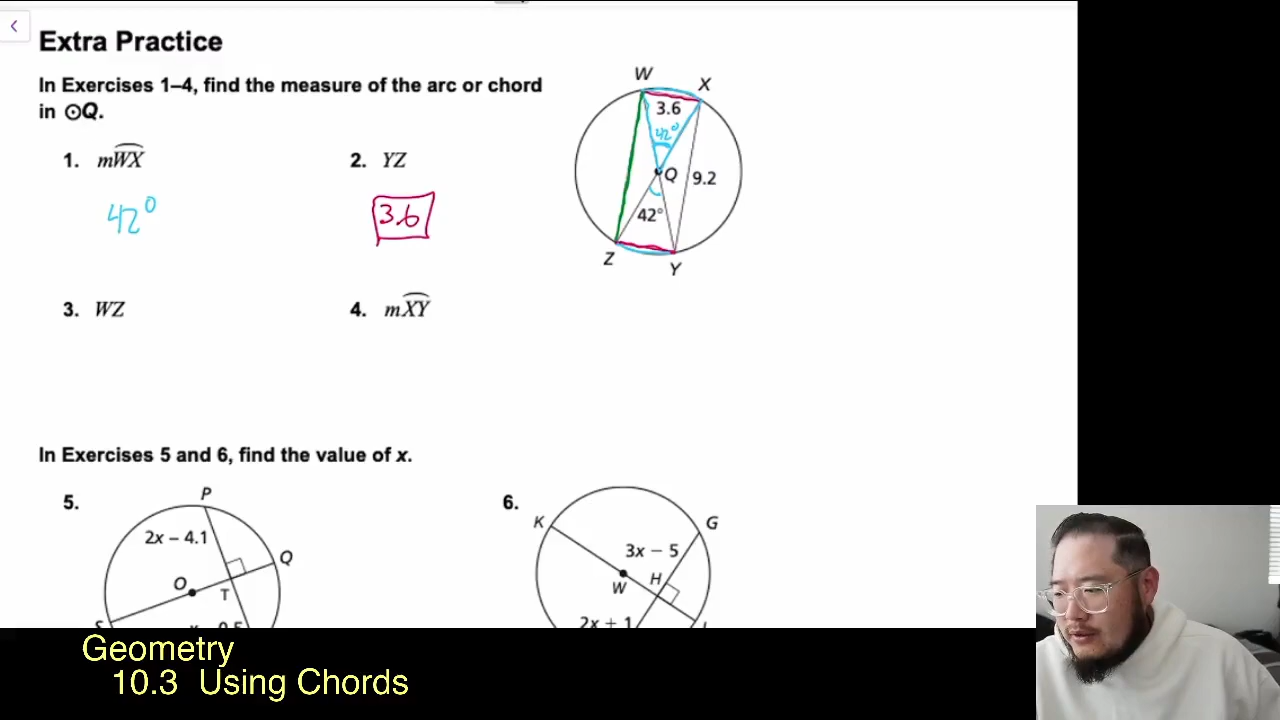 Extra Practice
In Exercises 1–4, find the measure of the arc or chord
in ⊙Q.
1. mWX
2. YZ
42°
3.6
W
X
3.6
42°
Q
9.2
42°
Z
Y
3. WZ
4. mXY
In Exercises 5 and 6, find the value of x.
5.
P
2x – 4.1
Q
O
T
6.
K
G
3x – 5
H
W
2x + 1
Geometry
10.3 Using Chords